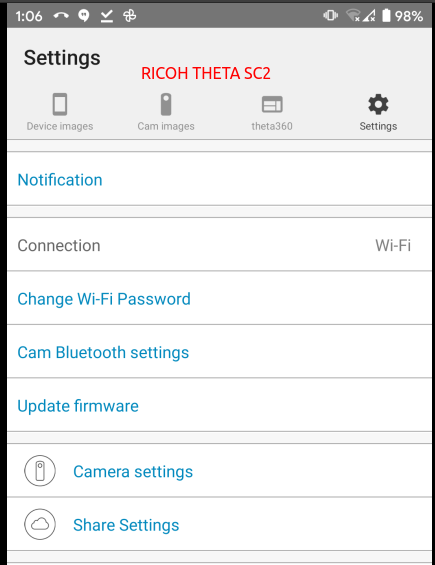 1:06 98%
Settings
RICOH THETA SC2
Device images Cam images theta360 Settings
Notification
Connection Wi-Fi
Change Wi-Fi Password
Cam Bluetooth settings
Update firmware
Camera settings
Share Settings